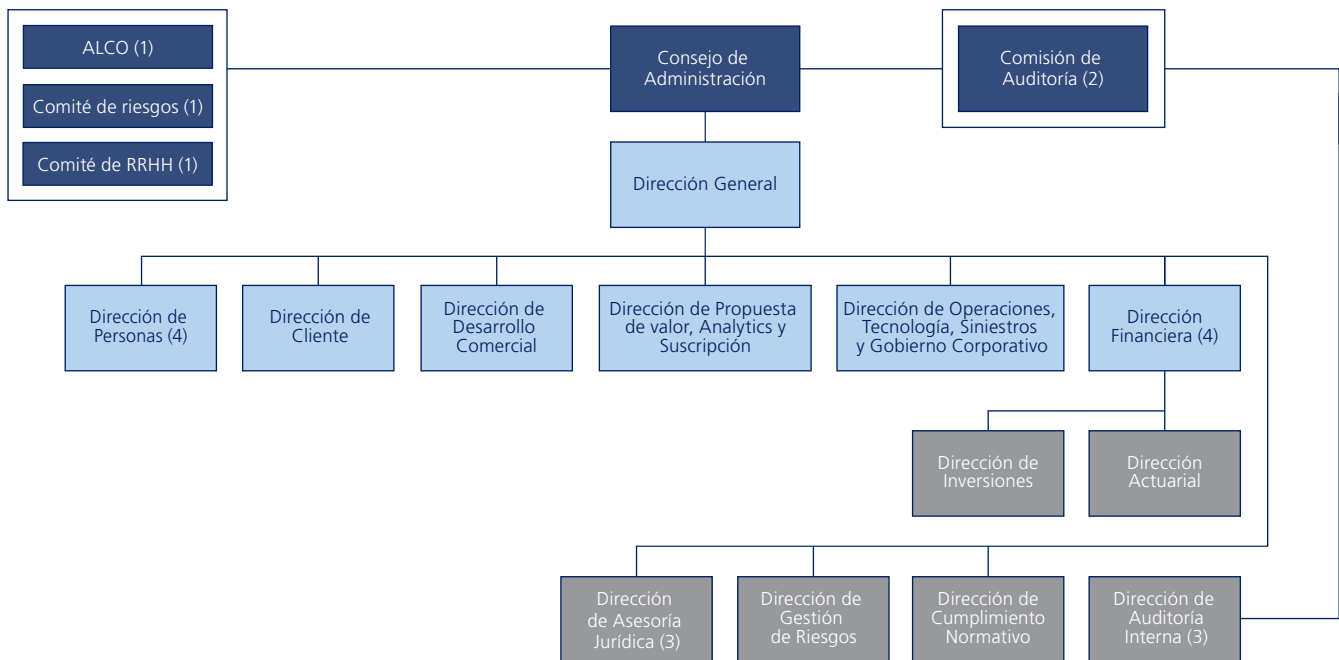 ALCO (1)
Comité de riesgos (1)
Comité de RRHH (1)
Consejo de
Administración
Comisión de
Auditoría (2)
Dirección General
Dirección de
Personas (4)
Dirección de
Cliente
Dirección de
Desarrollo
Comercial
Dirección de Propuesta
de valor, Analytics y
Suscripción
Dirección de Operaciones,
Tecnología, Siniestros
y Gobierno Corporativo
Dirección
Financiera (4)
Dirección de
Inversiones
Dirección
Actuarial
Dirección
de Asesoría
Jurídica (3)
Dirección de
Gestión
de Riesgos
Dirección de
Cumplimiento
Normativo
Dirección de
Auditoría
Interna (3)